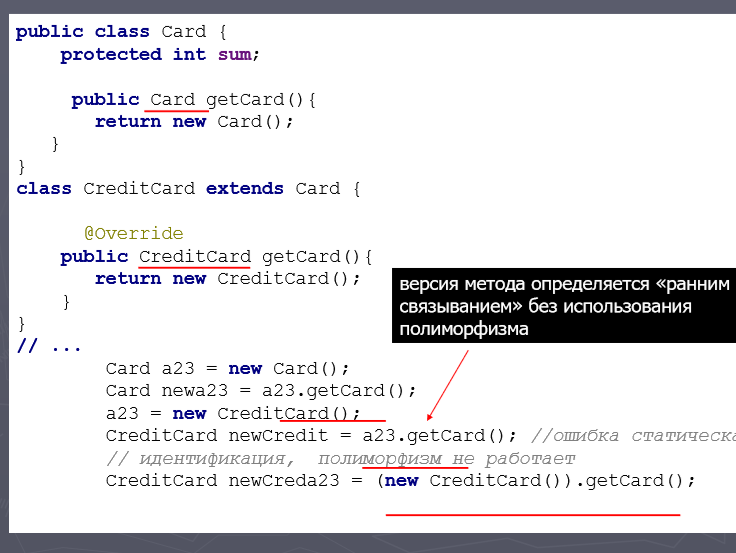 public class Card {
protected int sum;
public Card getCard(){
return new Card();
}
}
class CreditCard extends Card {
@Override
public CreditCard getCard(){
return new CreditCard();
}
}
// ...
версия метода определяется «ранним
связыванием» без использования
полиморфизма
Card a23 = new Card();
Card newa23 = a23.getCard();
a23 = new CreditCard();
CreditCard newCredit = a23.getCard(); //ошибка
// идентификация, полиморфизм не работает
CreditCard newCreda23 = (new CreditCard()).getCard();